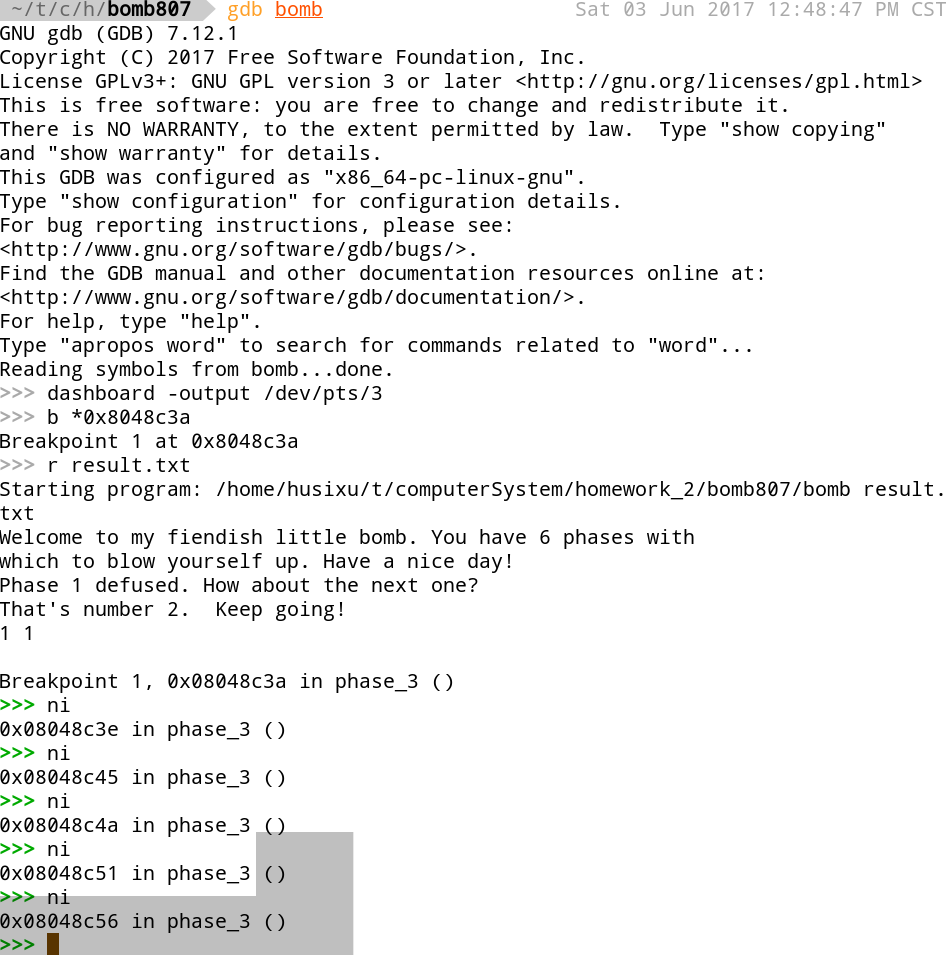 ~/t/c/h/bomb807 gdb bomb Sat 03 Jun 2017 12:48:47 PM CST
GNU gdb (GDB) 7.12.1
Copyright (C) 2017 Free Software Foundation, Inc.
License GPLv3+: GNU GPL version 3 or later <http://gnu.org/licenses/gpl.html>
This is free software: you are free to change and redistribute it.
There is NO WARRANTY, to the extent permitted by law.  Type "show copying"
and "show warranty" for details.
This GDB was configured as "x86_64-pc-linux-gnu".
Type "show configuration" for configuration details.
For bug reporting instructions, please see:
<http://www.gnu.org/software/gdb/bugs/>.
Find the GDB manual and other documentation resources online at:
<http://www.gnu.org/software/gdb/documentation/>.
For help, type "help".
Type "apropos word" to search for commands related to "word"...
Reading symbols from bomb...done.
>>> dashboard -output /dev/pts/3
>>> b *0x8048c3a
Breakpoint 1 at 0x8048c3a
>>> r result.txt
Starting program: /home/husixu/t/computerSystem/homework_2/bomb807/bomb result.
txt
Welcome to my fiendish little bomb. You have 6 phases with
which to blow yourself up. Have a nice day!
Phase 1 defused. How about the next one?
That's number 2.  Keep going!
1 1
Breakpoint 1, 0x08048c3a in phase_3 ()
>>> ni
0x08048c3e in phase_3 ()
>>> ni
0x08048c45 in phase_3 ()
>>> ni
0x08048c4a in phase_3 ()
>>> ni
0x08048c51 in phase_3 ()
>>> ni
0x08048c56 in phase_3 ()
>>>